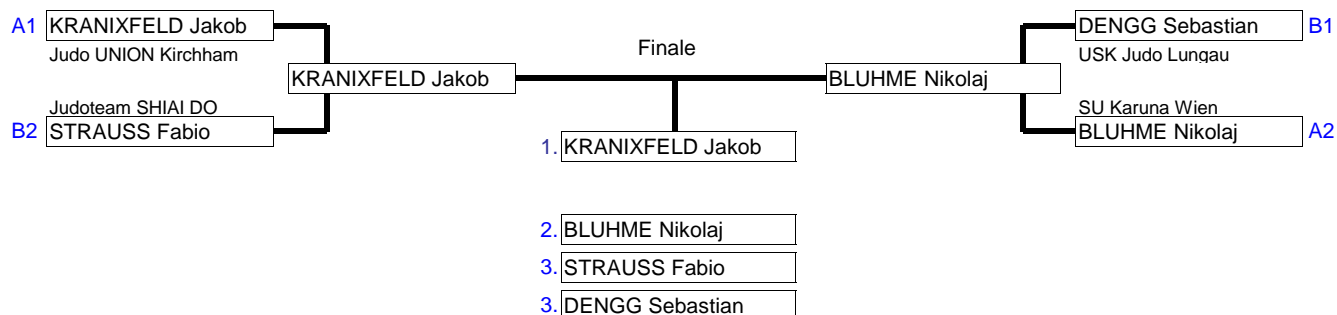 A1 KRANIXFELD Jakob
Judo UNION Kirchham
KRANIXFELD Jakob
Judoteam SHIAI DO
B2 STRAUSS Fabio
Finale
DENGG Sebastian B1
USK Judo Lungau
BLUHME Nikolaj
SU Karuna Wien
BLUHME Nikolaj A2
1. KRANIXFELD Jakob
2. BLUHME Nikolaj
3. STRAUSS Fabio
3. DENGG Sebastian